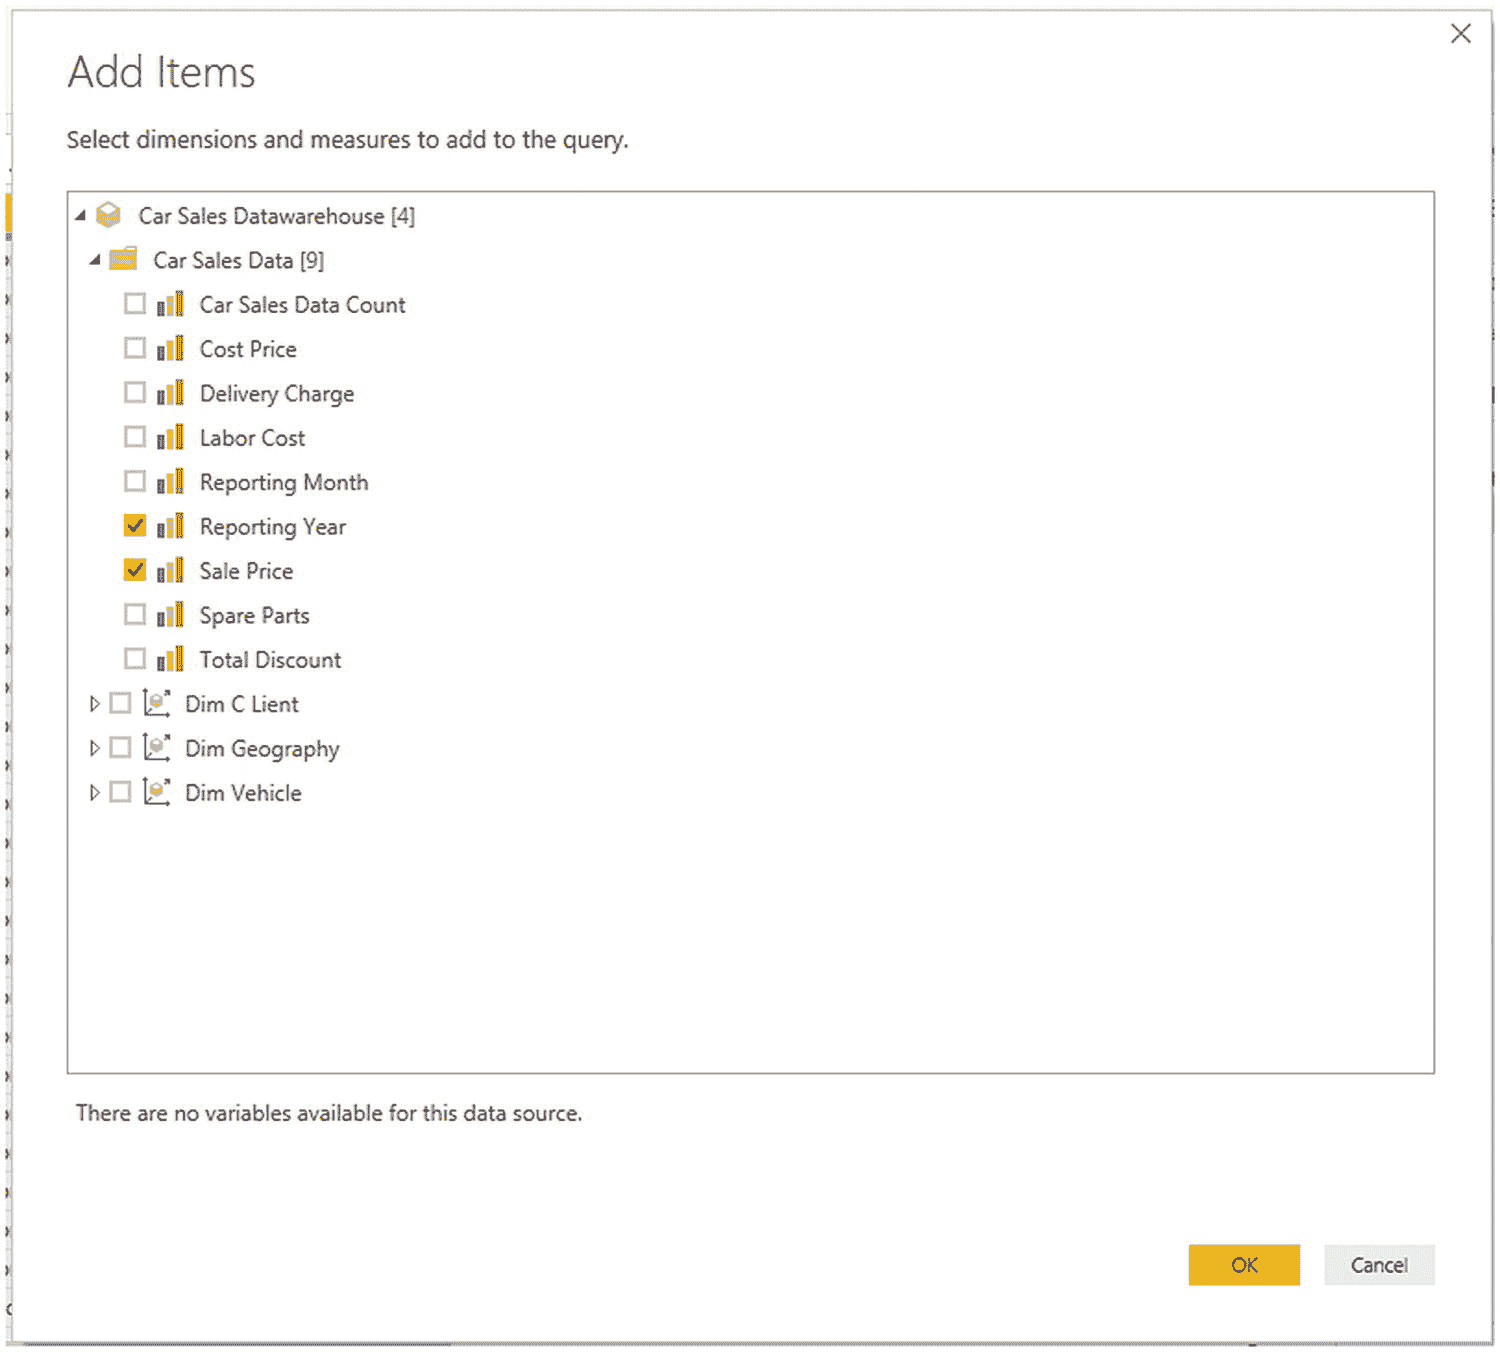 Add Items
Select dimensions and measures to add to the query.
Car Sales Datawarehouse [4]
Car Sales Data [9]
Car Sales Data Count
Cost Price
Delivery Charge
Labor Cost
Reporting Month
Reporting Year
Sale Price
Spare Parts
Total Discount
Dim C Lient
Dim Geography
Dim Vehicle
There are no variables available for this data source.
OK
Cancel